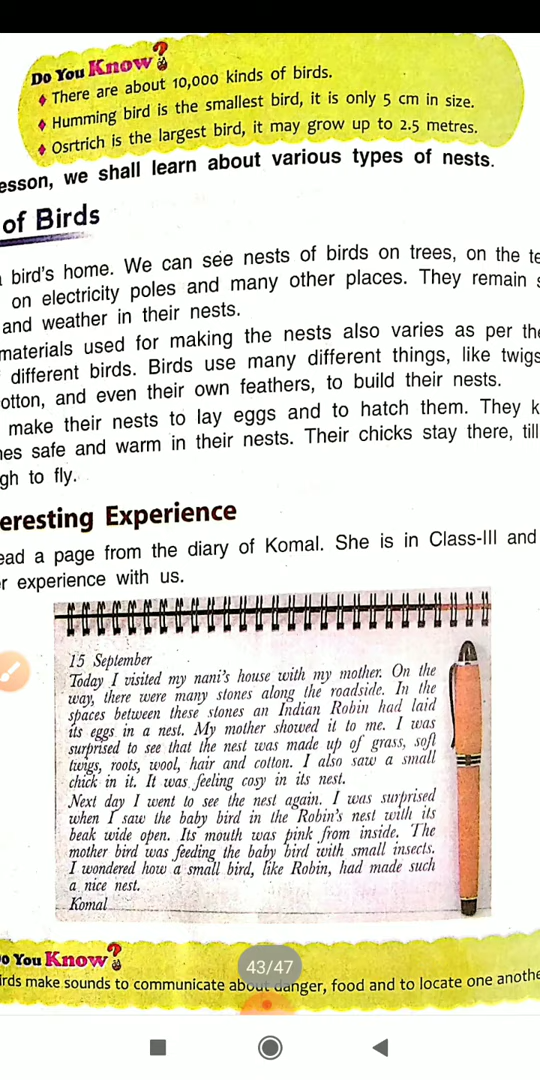 Do You Know?
♦ There are about 10,000 kinds of birds.
♦ Humming bird is the smallest bird, it is only 5 cm in size.
♦ Osrtrich is the largest bird, it may grow up to 2.5 metres.
esson, we shall learn about various types of nests.
of Birds
bird's home. We can see nests of birds on trees, on the te
on electricity poles and many other places. They remain s
and weather in their nests.
materials used for making the nests also varies as per the
different birds. Birds use many different things, like twigs
otton, and even their own feathers, to build their nests.
make their nests to lay eggs and to hatch them. They k
nes safe and warm in their nests. Their chicks stay there, till
gh to fly.
eresting Experience
ead a page from the diary of Komal. She is in Class-III and
r experience with us.
15 September
Today I visited my nani's house with my mother. On the
way, there were many stones along the roadside. In the
spaces between these stones an Indian Robin had laid
its eggs in a nest. My mother showed it to me. I was
surprised to see that the nest was made up of grass, soft
twigs, roots, wool, hair and cotton. I also saw a small
chick in it. It was feeling cosy in its nest.
Next day I went to see the nest again. I was surprised
when I saw the baby bird in the Robin's nest with its
beak wide open. Its mouth was pink from inside. The
mother bird was feeding the baby bird with small insects.
I wondered how a small bird, like Robin, had made such
a nice nest.
Komal
o You Know?
43/47
irds make sounds to communicate about danger, food and to locate one anothe